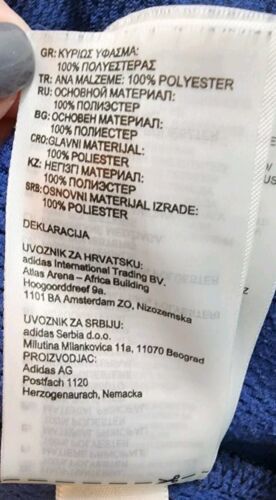 GR: ΚΥΡΙΩΣ ΥΦΑΣΜΑ:
100% ΠΟΛΥΕΣΤΕΡΑΣ
TR: ANA MALZEME: 100% POLYESTER
RU: ОСНОВНОЙ МАТЕРИАЛ:
100% ПОЛИЭСТЕР
BG: ОСНОВЕН МАТЕРИАЛ:
100% ПОЛИЕСТЕР
CRO:GLAVNI MATERIJAL:
100% POLIESTER
KZ: НЕГІЗГІ МАТЕРИАЛ:
100% ПОЛИЭСТЕР
SRB: OSNOVNI MATERIJAL IZRADE:
100% POLIESTER
DEKLARACIJA
UVOZNIK ZA HRVATSKU:
adidas International Trading BV.
Atlas Arena - Africa Building
Hoogoorddreef 9a.
1101 BA Amsterdam ZO, Nizozemska
UVOZNIK ZA SRBIJU:
adidas Serbia d.o.o.
Milutina Milankovica 11a, 11070 Beograd
PROIZVODJAC:
Adidas AG
Postfach 1120
Herzogenaurach, Nemacka